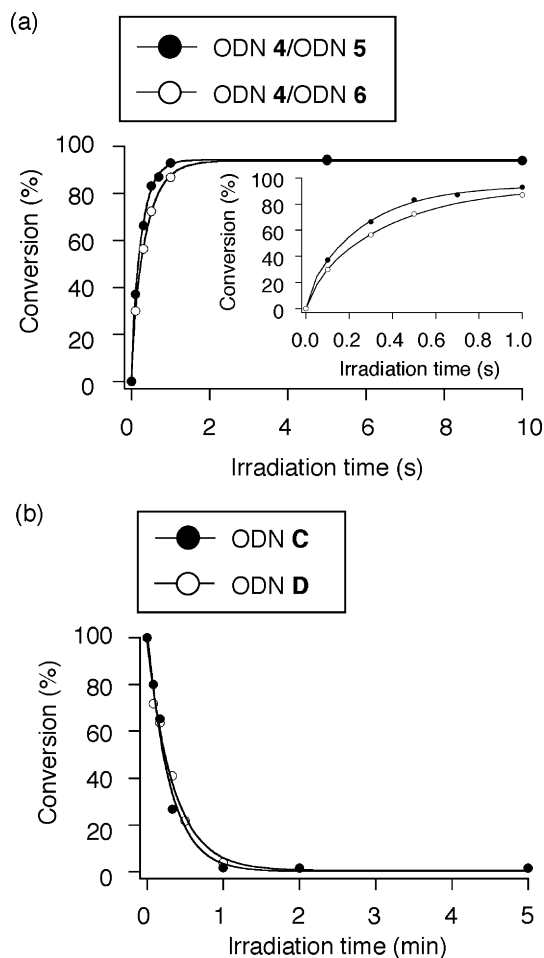 (a)
ODN 4/ODN 5
ODN 4/ODN 6
Conversion (%)
100
80
60
40
20
0
0 2 4 6 8 10
Irradiation time (s)
Conversion (%)
100
80
60
40
20
0
0.0 0.2 0.4 0.6 0.8 1.0
Irradiation time (s)
(b)
ODN C
ODN D
Conversion (%)
100
80
60
40
20
0
0 1 2 3 4 5
Irradiation time (min)